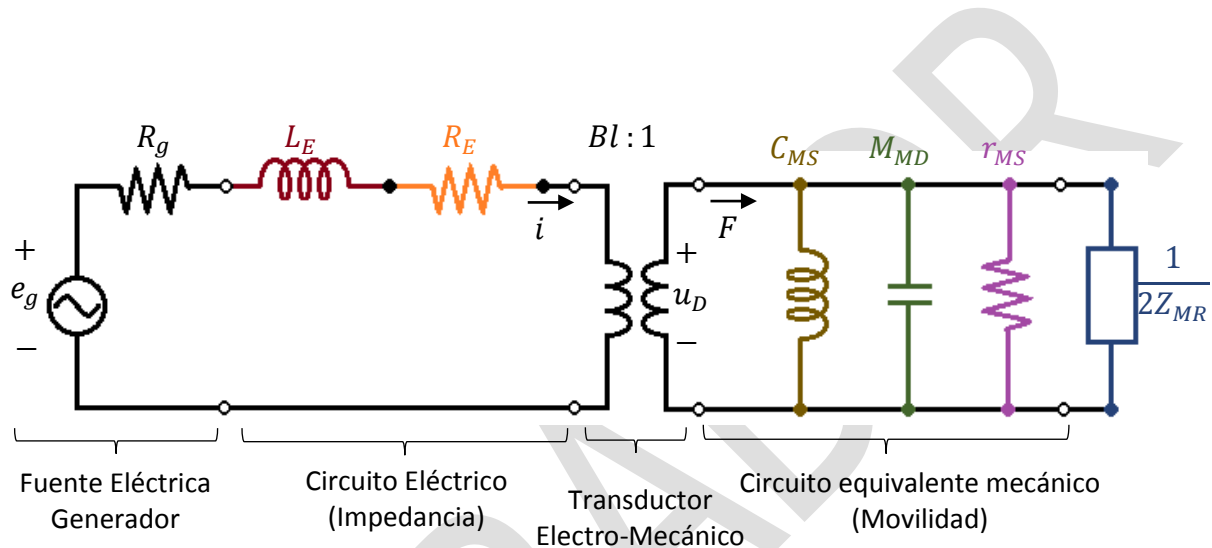 R_g
L_E
R_E
Bl : 1
C_MS
M_MD
r_MS
+
e_g
−
i
+
u_D
−
F
1
2Z_MR
Fuente Eléctrica
Generador
Circuito Eléctrico
(Impedancia)
Transductor
Electro-Mecánico
Circuito equivalente mecánico
(Movilidad)